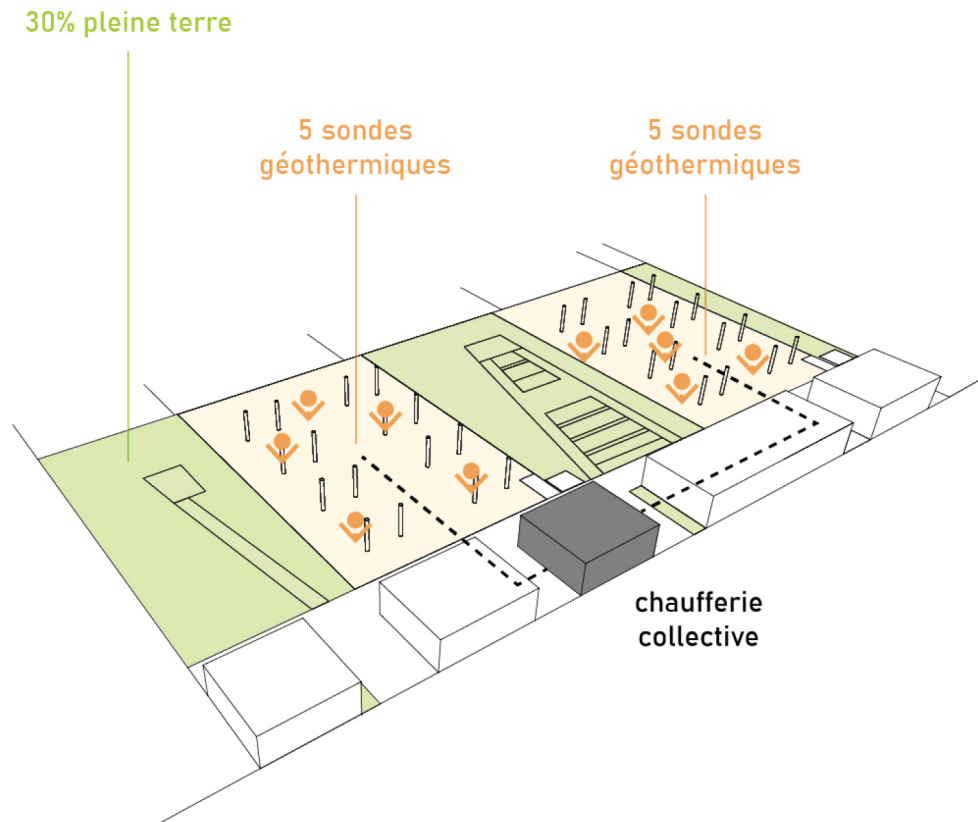 30% pleine terre
5 sondes
géothermiques
5 sondes
géothermiques
chaufferie
collective